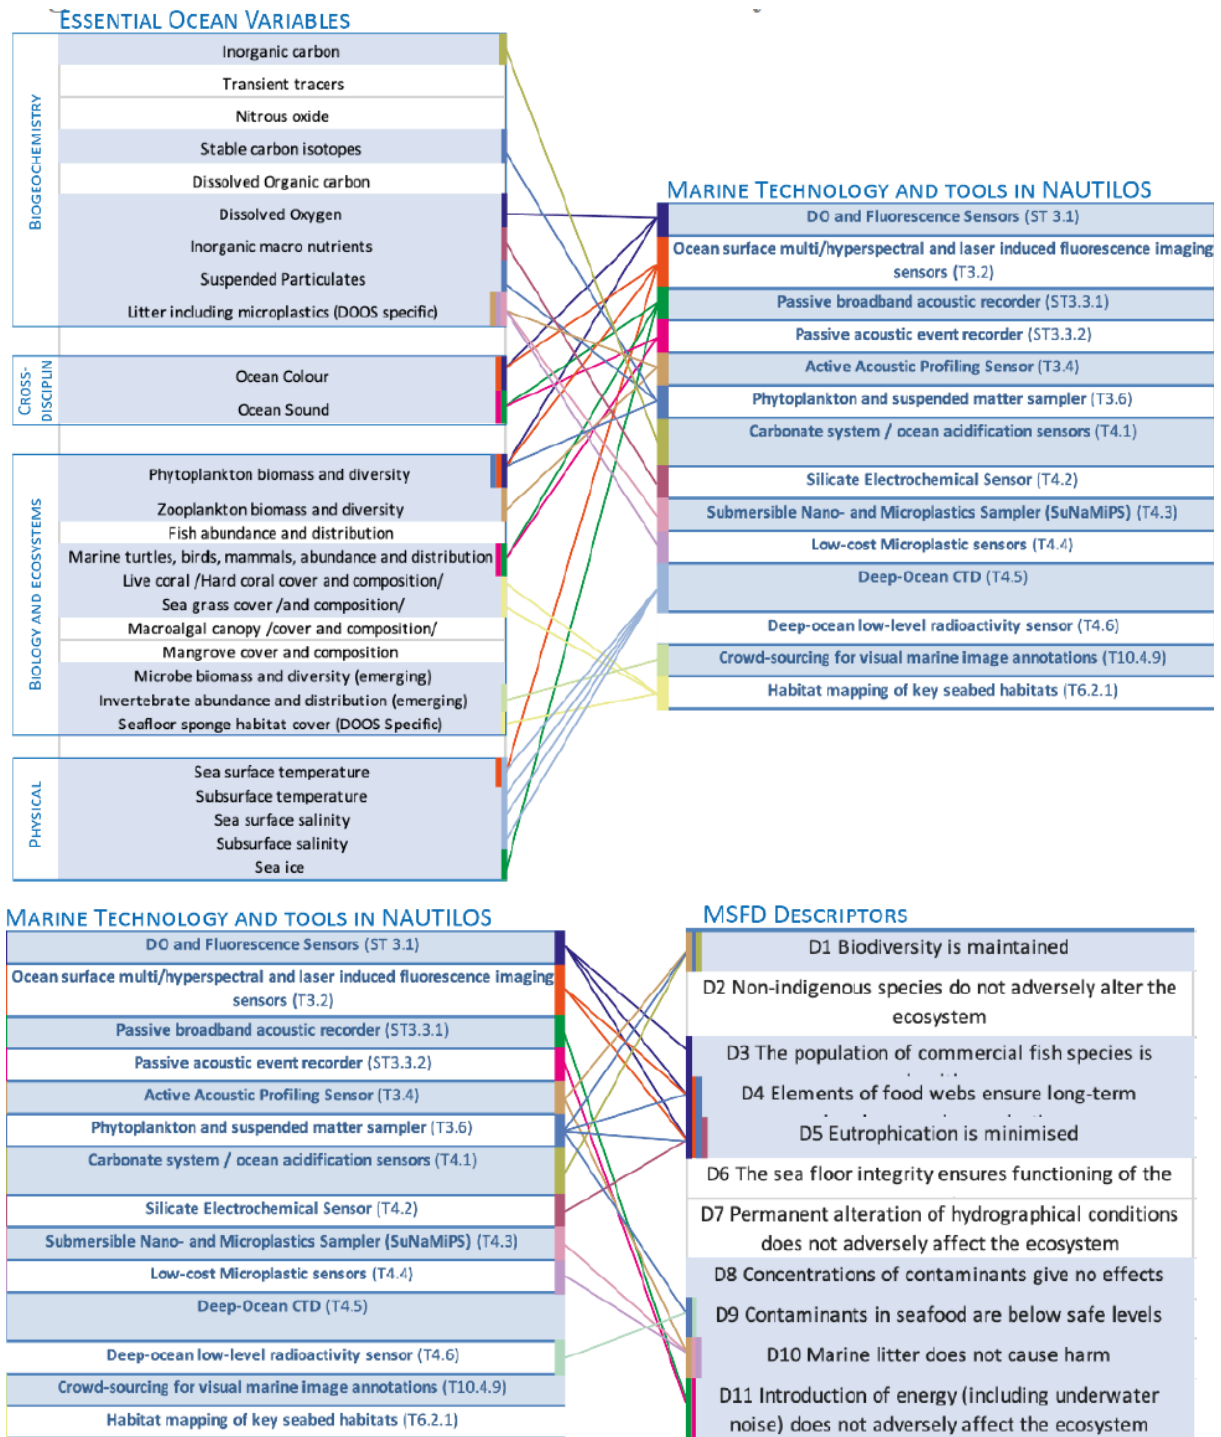 ESSENTIAL OCEAN VARIABLES
BIOGEOCHEMISTRY
Inorganic carbon
Transient tracers
Nitrous oxide
Stable carbon isotopes
Dissolved Organic carbon
Dissolved Oxygen
Inorganic macro nutrients
Suspended Particulates
Litter including microplastics (DOOS specific)
CROSS-
DISCIPLIN
Ocean Colour
Ocean Sound
BIOLOGY AND ECOSYSTEMS
Phytoplankton biomass and diversity
Zooplankton biomass and diversity
Fish abundance and distribution
Marine turtles, birds, mammals, abundance and distribution
Live coral /Hard coral cover and composition/
Sea grass cover /and composition/
Macroalgal canopy /cover and composition/
Mangrove cover and composition
Microbe biomass and diversity (emerging)
Invertebrate abundance and distribution (emerging)
Seafloor sponge habitat cover (DOOS Specific)
PHYSICAL
Sea surface temperature
Subsurface temperature
Sea surface salinity
Subsurface salinity
Sea ice
MARINE TECHNOLOGY AND TOOLS IN NAUTILOS
DO and Fluorescence Sensors (ST 3.1)
Ocean surface multi/hyperspectral and laser induced fluorescence imaging
sensors (T3.2)
Passive broadband acoustic recorder (ST3.3.1)
Passive acoustic event recorder (ST3.3.2)
Active Acoustic Profiling Sensor (T3.4)
Phytoplankton and suspended matter sampler (T3.6)
Carbonate system / ocean acidification sensors (T4.1)
Silicate Electrochemical Sensor (T4.2)
Submersible Nano- and Microplastics Sampler (SuNaMiPS) (T4.3)
Low-cost Microplastic sensors (T4.4)
Deep-Ocean CTD (T4.5)
Deep-ocean low-level radioactivity sensor (T4.6)
Crowd-sourcing for visual marine image annotations (T10.4.9)
Habitat mapping of key seabed habitats (T6.2.1)
MARINE TECHNOLOGY AND TOOLS IN NAUTILOS
DO and Fluorescence Sensors (ST 3.1)
Ocean surface multi/hyperspectral and laser induced fluorescence imaging
sensors (T3.2)
Passive broadband acoustic recorder (ST3.3.1)
Passive acoustic event recorder (ST3.3.2)
Active Acoustic Profiling Sensor (T3.4)
Phytoplankton and suspended matter sampler (T3.6)
Carbonate system / ocean acidification sensors (T4.1)
Silicate Electrochemical Sensor (T4.2)
Submersible Nano- and Microplastics Sampler (SuNaMiPS) (T4.3)
Low-cost Microplastic sensors (T4.4)
Deep-Ocean CTD (T4.5)
Deep-ocean low-level radioactivity sensor (T4.6)
Crowd-sourcing for visual marine image annotations (T10.4.9)
Habitat mapping of key seabed habitats (T6.2.1)
MSFD DESCRIPTORS
D1 Biodiversity is maintained
D2 Non-indigenous species do not adversely alter the
ecosystem
D3 The population of commercial fish species is
D4 Elements of food webs ensure long-term
D5 Eutrophication is minimised
D6 The sea floor integrity ensures functioning of the
D7 Permanent alteration of hydrographical conditions
does not adversely affect the ecosystem
D8 Concentrations of contaminants give no effects
D9 Contaminants in seafood are below safe levels
D10 Marine litter does not cause harm
D11 Introduction of energy (including underwater
noise) does not adversely affect the ecosystem